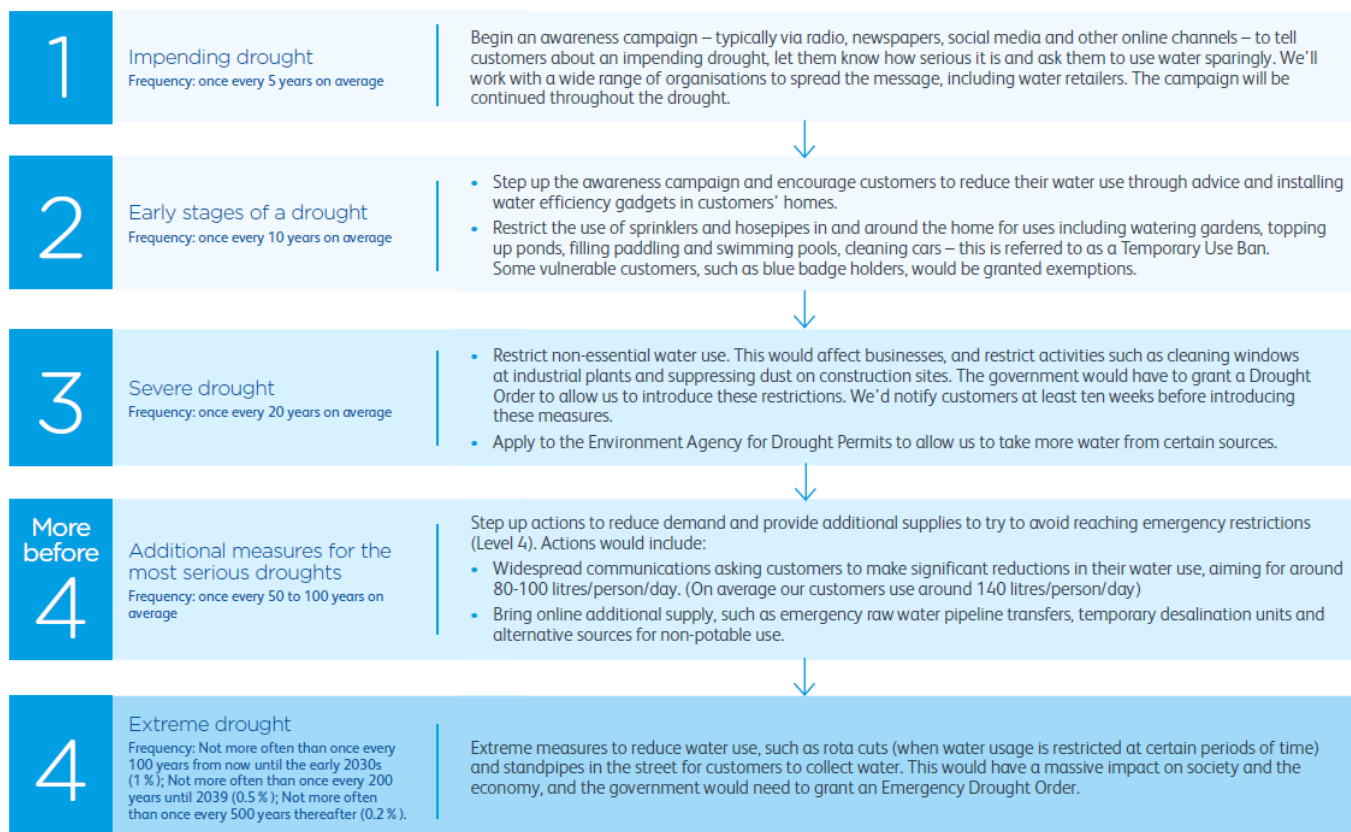 1
Impending drought
Frequency: once every 5 years on average
Begin an awareness campaign – typically via radio, newspapers, social media and other online channels – to tell
customers about an impending drought, let them know how serious it is and ask them to use water sparingly. We’ll
work with a wide range of organisations to spread the message, including water retailers. The campaign will be
continued throughout the drought.
2
Early stages of a drought
Frequency: once every 10 years on average
• Step up the awareness campaign and encourage customers to reduce their water use through advice and installing
water efficiency gadgets in customers’ homes.
• Restrict the use of sprinklers and hosepipes in and around the home for uses including watering gardens, topping
up ponds, filling paddling and swimming pools, cleaning cars – this is referred to as a Temporary Use Ban.
Some vulnerable customers, such as blue badge holders, would be granted exemptions.
3
Severe drought
Frequency: once every 20 years on average
• Restrict non-essential water use. This would affect businesses, and restrict activities such as cleaning windows
at industrial plants and suppressing dust on construction sites. The government would have to grant a Drought
Order to allow us to introduce these restrictions. We’d notify customers at least ten weeks before introducing
these measures.
• Apply to the Environment Agency for Drought Permits to allow us to take more water from certain sources.
More
before
4
Additional measures for the
most serious droughts
Frequency: once every 50 to 100 years on
average
Step up actions to reduce demand and provide additional supplies to try to avoid reaching emergency restrictions
(Level 4). Actions would include:
• Widespread communications asking customers to make significant reductions in their water use, aiming for around
80-100 litres/person/day. (On average our customers use around 140 litres/person/day)
• Bring online additional supply, such as emergency raw water pipeline transfers, temporary desalination units and
alternative sources for non-potable use.
4
Extreme drought
Frequency: Not more often than once every
100 years from now until the early 2030s
(1%); Not more often than once every 200
years until 2039 (0.5%); Not more often
than once every 500 years thereafter (0.2%).
Extreme measures to reduce water use, such as rota cuts (when water usage is restricted at certain periods of time)
and standpipes in the street for customers to collect water. This would have a massive impact on society and the
economy, and the government would need to grant an Emergency Drought Order.